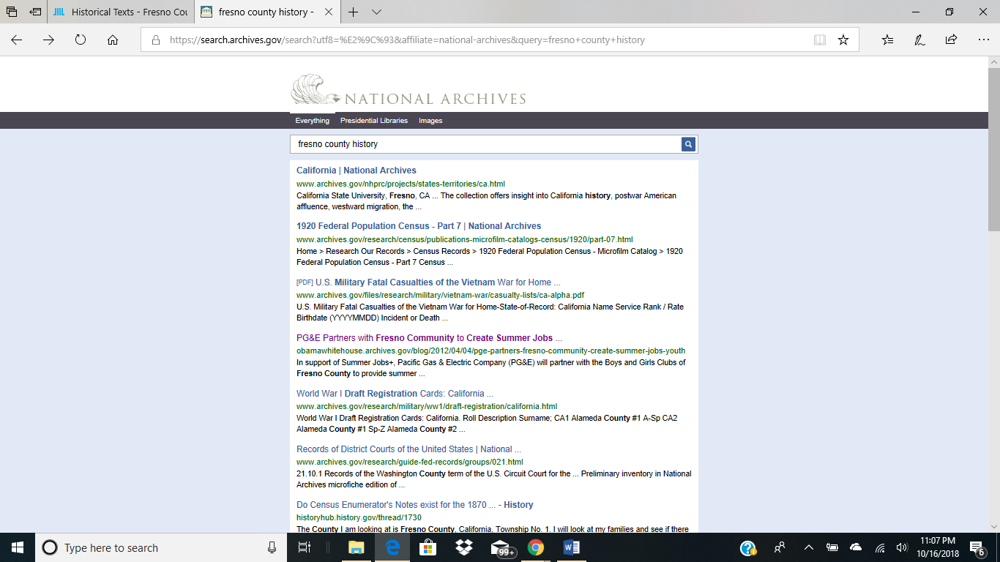 Historical Texts - Fresno Cou
fresno county history -
https://search.archives.gov/search?utf8=%E2%9C%93&affiliate=national-archives&query=fresno+county+history
NATIONAL ARCHIVES
Everything Presidential Libraries Images
fresno county history
California | National Archives
www.archives.gov/nhprc/projects/states-territories/ca.html
California State University, Fresno, CA ... The collection offers insight into California history, postwar American
affluence, westward migration, the ...
1920 Federal Population Census - Part 7 | National Archives
www.archives.gov/research/census/publications-microfilm-catalogs-census/1920/part-07.html
Home > Research Our Records > Census Records > 1920 Federal Population Census - Microfilm Catalog > 1920
Federal Population Census - Part 7 Census ...
[PDF] U.S. Military Fatal Casualties of the Vietnam War for Home ...
www.archives.gov/files/research/military/vietnam-war/casualty-lists/ca-alpha.pdf
U.S. Military Fatal Casualties of the Vietnam War for Home-State-of-Record: California Name Service Rank / Rate
Birthdate (YYYYMMDD) Incident or Death ...
PG&E Partners with Fresno Community to Create Summer Jobs ...
obamawhitehouse.archives.gov/blog/2012/04/04/pge-partners-fresno-community-create-summer-jobs-youth
In support of Summer Jobs+, Pacific Gas & Electric Company (PG&E) will partner with the Boys and Girls Clubs of
Fresno County to provide summer ...
World War I Draft Registration Cards: California ...
www.archives.gov/research/military/ww1/draft-registration/california.html
World War I Draft Registration Cards: California. Roll Description Surname; CA1 Alameda County #1 A-Sp CA2
Alameda County #1 Sp-Z Alameda County #2 ...
Records of District Courts of the United States | National ...
www.archives.gov/research/guide-fed-records/groups/021.html
21.10.1 Records of the Washington County term of the U.S. Circuit Court for the ... Preliminary inventory in National
Archives microfiche edition of ...
Do Census Enumerator's Notes exist for the 1870 ... - History
historyhub.history.gov/thread/1730
The County I am looking at is Fresno County, California, Township No. 1. I will look at my families and see if there
Type here to search
99+
11:07 PM
10/16/2018
6